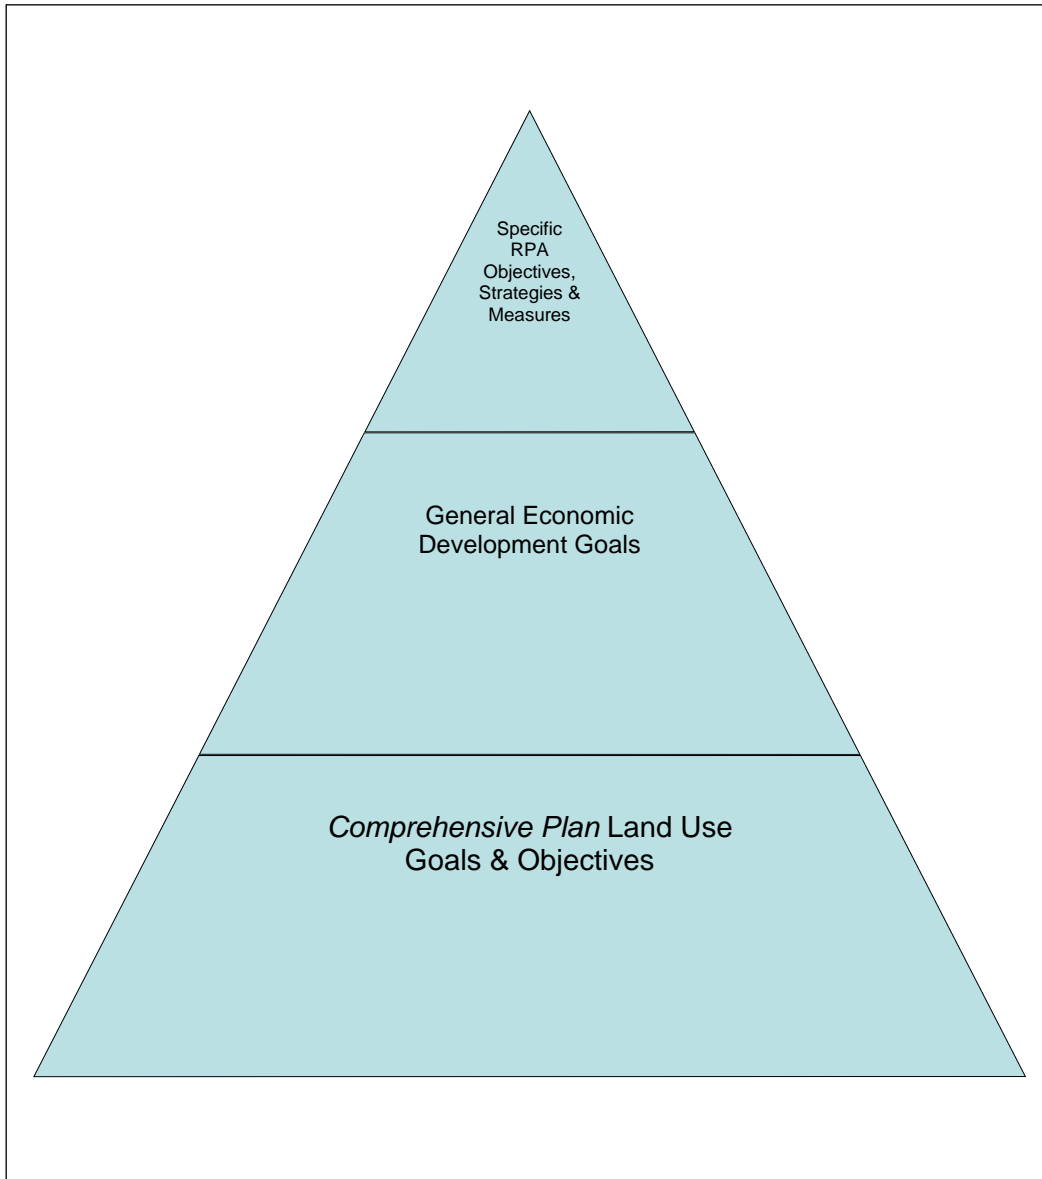 Specific
RPA
Objectives,
Strategies &
Measures
General Economic
Development Goals
Comprehensive Plan Land Use
Goals & Objectives